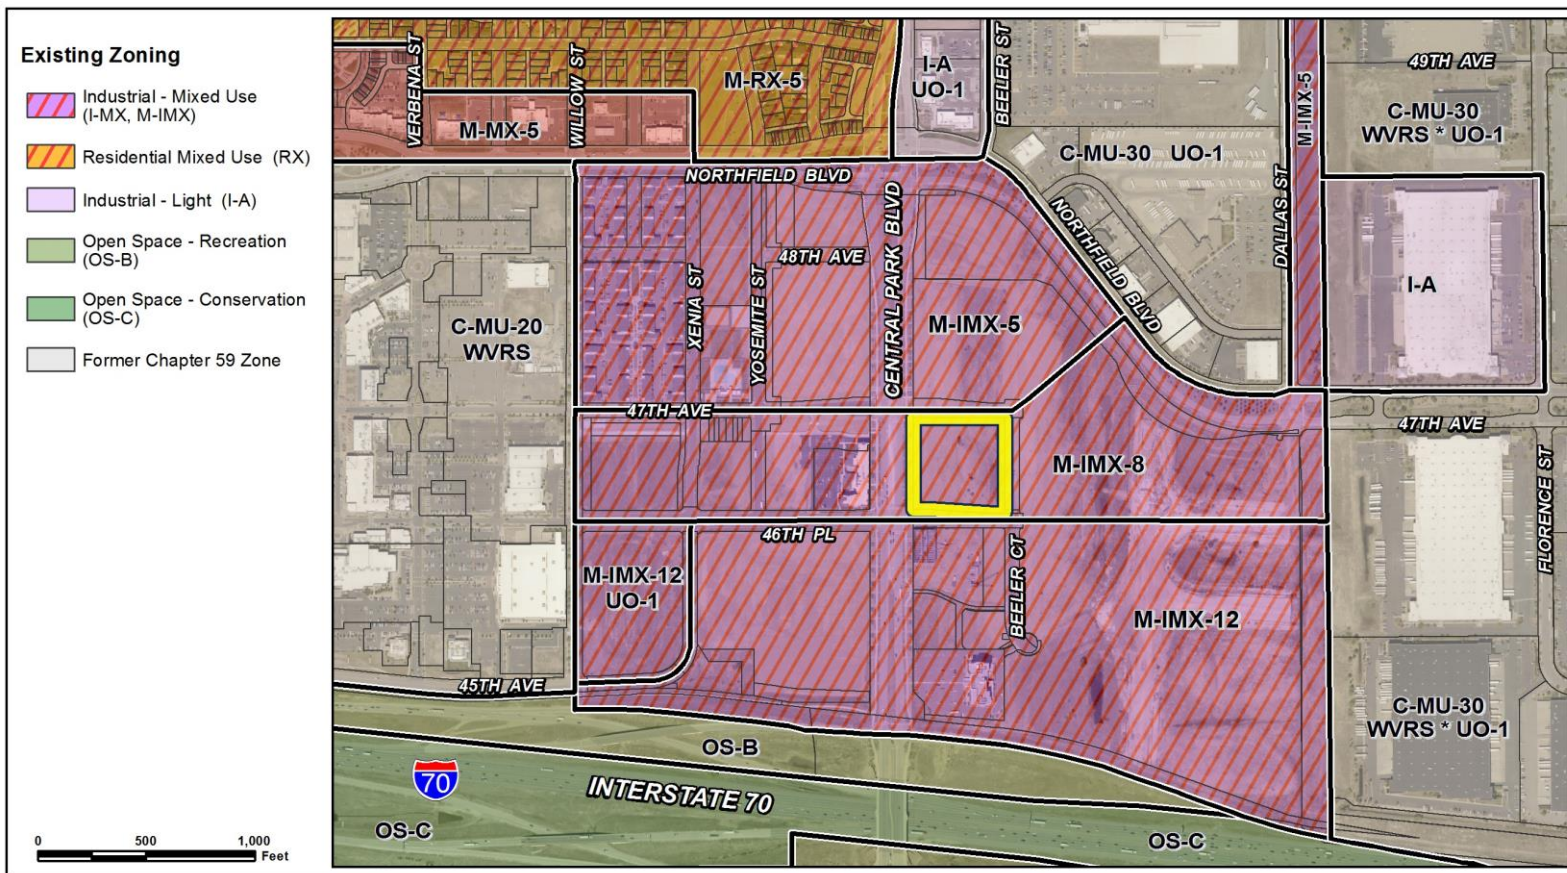 Existing Zoning
Industrial - Mixed Use
(I-MX, M-IMX)
Residential Mixed Use (RX)
Industrial - Light (I-A)
Open Space - Recreation
(OS-B)
Open Space - Conservation
(OS-C)
Former Chapter 59 Zone
0 500 1,000
Feet
VERBENA ST
WILLOW ST
M-MX-5
M-RX-5
I-A
UO-1
BEELER ST
C-MU-30 UO-1
DALLAS ST
M-IMX-5
49TH AVE
C-MU-30
WVRS * UO-1
NORTHFIELD BLVD
NORTHFIELD BLVD
48TH AVE
CENTRAL PARK BLVD
XENIA ST
YOSEMITE ST
M-IMX-5
I-A
C-MU-20
WVRS
47TH AVE
47TH AVE
M-IMX-8
FLORENCE ST
46TH PL
M-IMX-12
UO-1
BEELER CT
M-IMX-12
45TH AVE
C-MU-30
WVRS * UO-1
OS-B
70
INTERSTATE 70
OS-C
OS-C